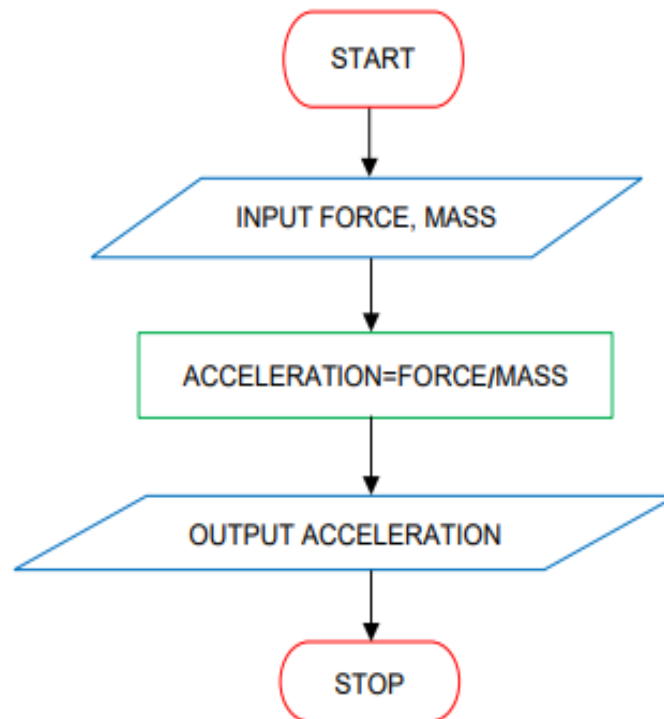 START
INPUT FORCE, MASS
ACCELERATION=FORCE/MASS
OUTPUT ACCELERATION
STOP